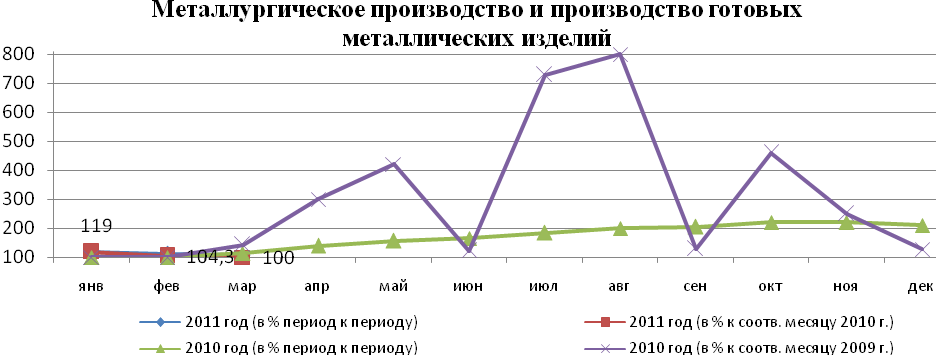 Металлургическое производство и производство готовых
металлических изделий
800
700
600
500
400
300
200
100
119
104,3
100
янв фев мар апр май июн июл авг сен окт ноя дек
2011 год (в % период к периоду) 2011 год (в % к соотв. месяцу 2010 г.)
2010 год (в % период к периоду) 2010 год (в % к соотв. месяцу 2009 г.)